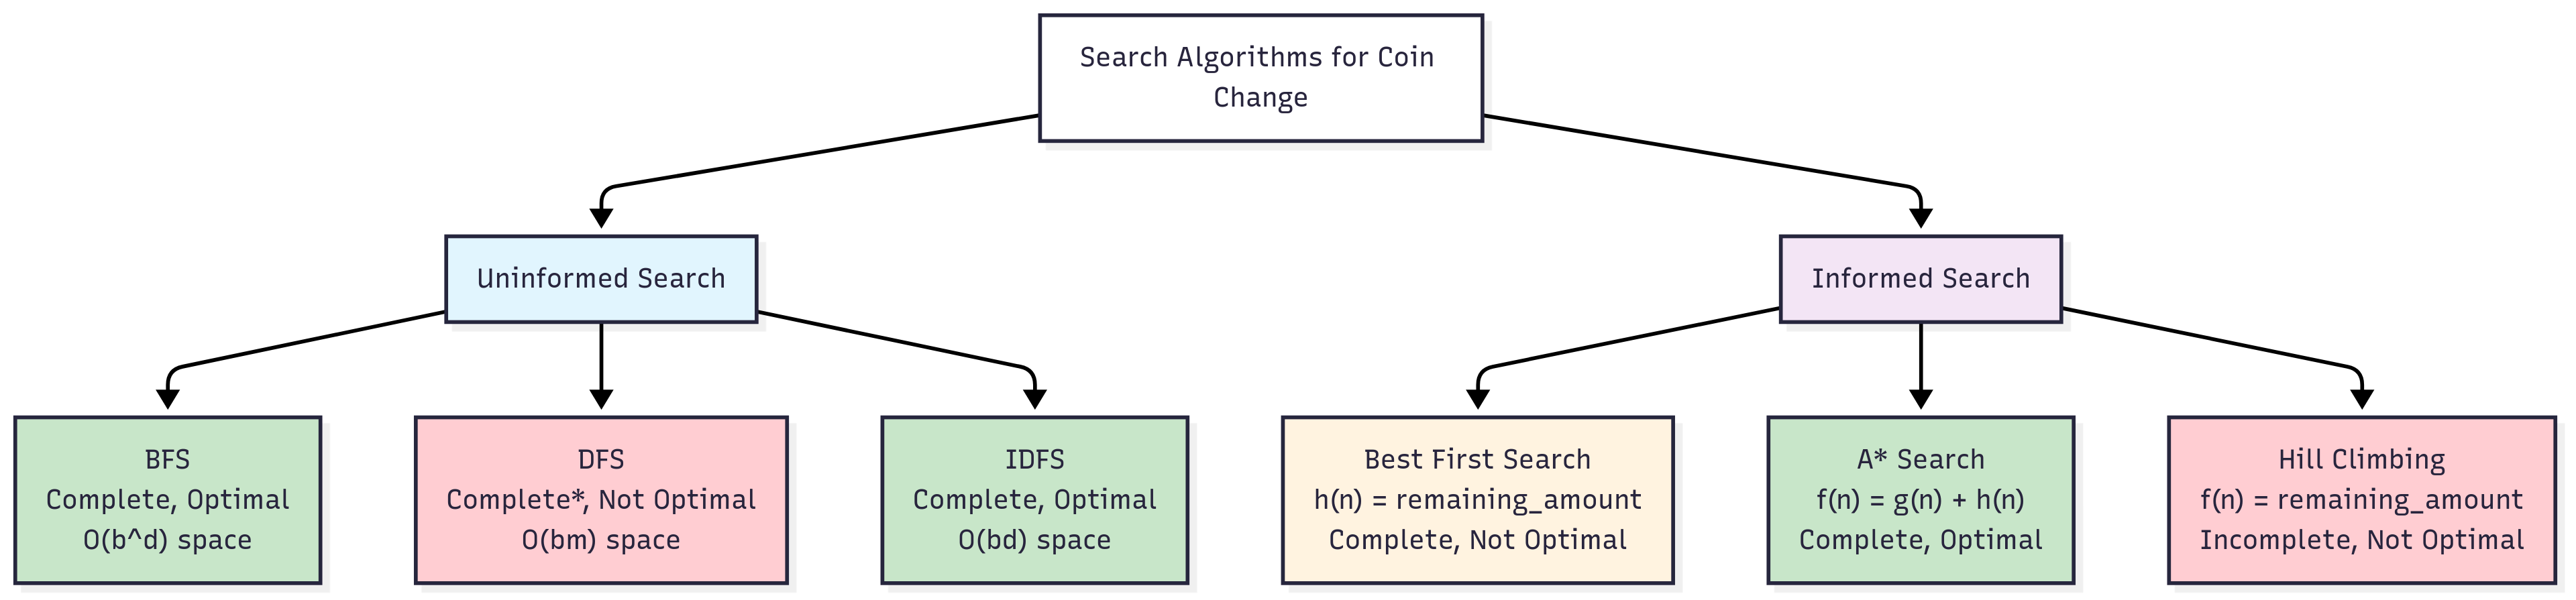 Search Algorithms for Coin
Change
Uninformed Search
Informed Search
BFS
Complete, Optimal
O(b^d) space
DFS
Complete*, Not Optimal
O(bm) space
IDFS
Complete, Optimal
O(bd) space
Best First Search
h(n) = remaining_amount
Complete, Not Optimal
A* Search
f(n) = g(n) + h(n)
Complete, Optimal
Hill Climbing
f(n) = remaining_amount
Incomplete, Not Optimal